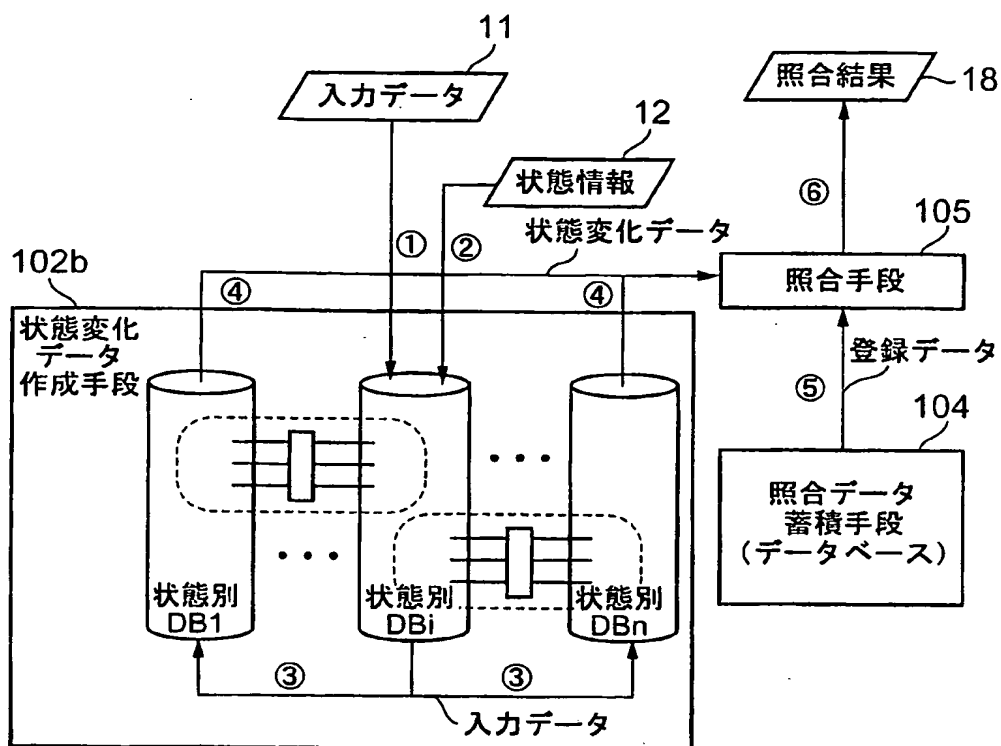 11
入力データ
照合結果
18
12
状態情報
⑥
①
②
状態変化データ
105
照合手段
102b
④
④
状態変化
データ
作成手段
登録データ
⑤
104
照合データ
蓄積手段
(データベース)
状態別
DB1
状態別
DBi
状態別
DBn
③
③
入力データ